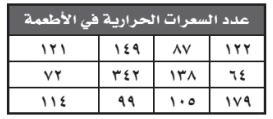 عدد السعرات الحرارية في الأطعمة
١٢٢ ٨٧ ١٤٩ ١٢١
٦٤ ١٣٨ ٣٤٢ ٧٢
١٧٩ ١٠٥ ٩٩ ١١٤